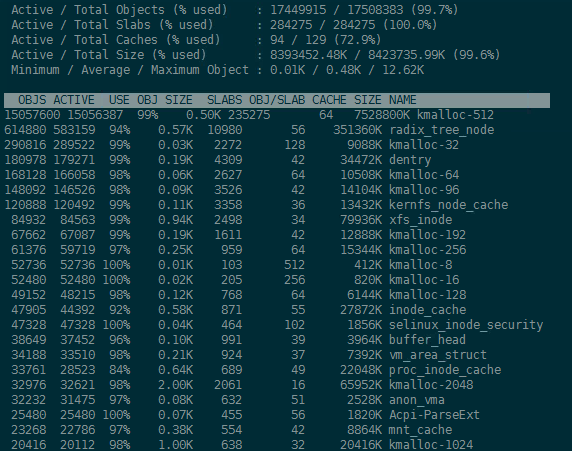 Active / Total Objects (% used)    : 17449915 / 17508383 (99.7%)
Active / Total Slabs (% used)      : 284275 / 284275 (100.0%)
Active / Total Caches (% used)     : 94 / 129 (72.9%)
Active / Total Size (% used)       : 8393452.48K / 8423735.99K (99.6%)
Minimum / Average / Maximum Object : 0.01K / 0.48K / 12.62K
OBJS ACTIVE  USE OBJ SIZE  SLABS OBJ/SLAB CACHE SIZE NAME
15057600 15056387  99%    0.50K 235275       64   7528800K kmalloc-512
614880 583159  94%    0.57K  10980       56    351360K radix_tree_node
290816 289522  99%    0.03K   2272      128      9088K kmalloc-32
180978 179271  99%    0.19K   4309       42     34472K dentry
168128 166058  98%    0.06K   2627       64     10508K kmalloc-64
148092 146526  98%    0.09K   3526       42     14104K kmalloc-96
120888 120492  99%    0.11K   3358       36     13432K kernfs_node_cache
84932  84563  99%    0.94K   2498       34     79936K xfs_inode
67662  67087  99%    0.19K   1611       42     12888K kmalloc-192
61376  59719  97%    0.25K    959       64     15344K kmalloc-256
52736  52736 100%    0.01K    103      512       412K kmalloc-8
52480  52480 100%    0.02K    205      256       820K kmalloc-16
49152  48215  98%    0.12K    768       64      6144K kmalloc-128
47905  44392  92%    0.58K    871       55     27872K inode_cache
47328  47328 100%    0.04K    464      102      1856K selinux_inode_security
38649  37452  96%    0.10K    991       39      3964K buffer_head
34188  33510  98%    0.21K    924       37      7392K vm_area_struct
33761  28523  84%    0.64K    689       49     22048K proc_inode_cache
32976  32621  98%    2.00K   2061       16     65952K kmalloc-2048
32232  31475  97%    0.08K    632       51      2528K anon_vma
25480  25480 100%    0.07K    455       56      1820K Acpi-ParseExt
23268  22786  97%    0.38K    554       42      8864K mnt_cache
20416  20112  98%    1.00K    638       32     20416K kmalloc-1024